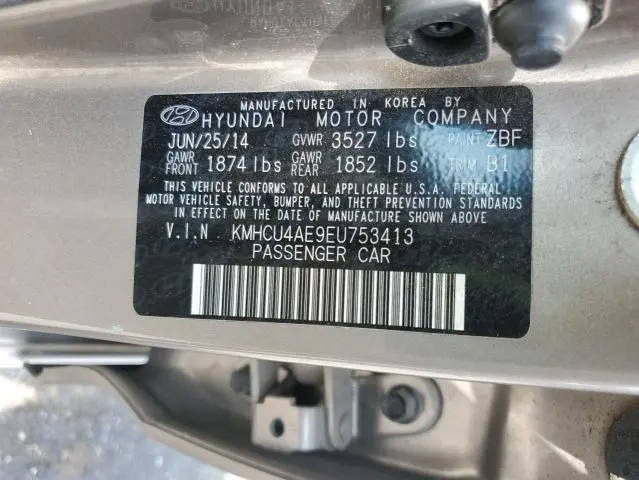 MANUFACTURED IN KOREA BY
HYUNDAI MOTOR COMPANY
JUN/25/14 GVWR 3527 lbs PAINT ZBF
GAWR FRONT 1874 lbs GAWR REAR 1852 lbs TRIM B1
THIS VEHICLE CONFORMS TO ALL APPLICABLE U.S.A. FEDERAL
MOTOR VEHICLE SAFETY, BUMPER, AND THEFT PREVENTION STANDARDS
IN EFFECT ON THE DATE OF MANUFACTURE SHOWN ABOVE.
V.I.N KMHCU4AE9EU753413
PASSENGER CAR